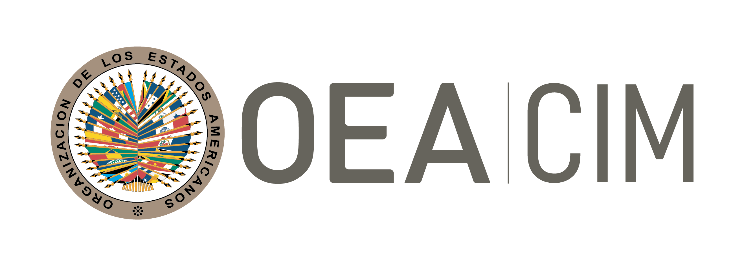 ORGANIZACION DE LOS ESTADOS AMERICANOS
OEA CIM